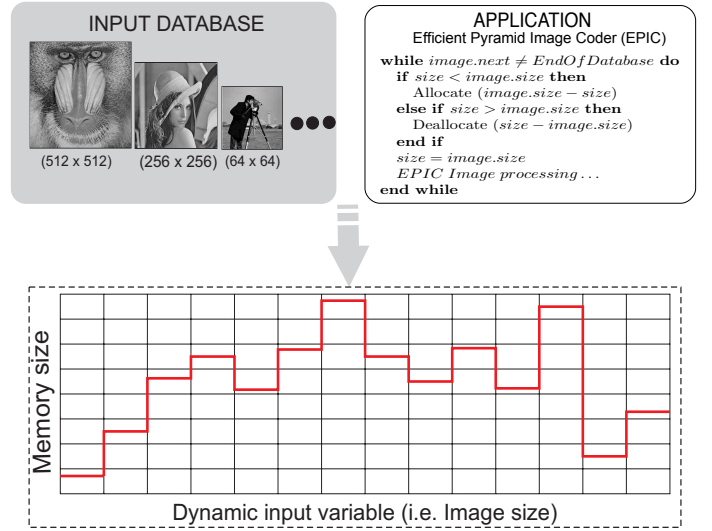 INPUT DATABASE
(512 x 512)
(256 x 256)
(64 x 64)
APPLICATION
Efficient Pyramid Image Coder (EPIC)
while image.next ≠ EndOfDatabase do
if size < image.size then
Allocate (image.size − size)
else if size > image.size then
Deallocate (size − image.size)
end if
size = image.size
EPIC Image processing . . .
end while
Memory size
Dynamic input variable (i.e. Image size)